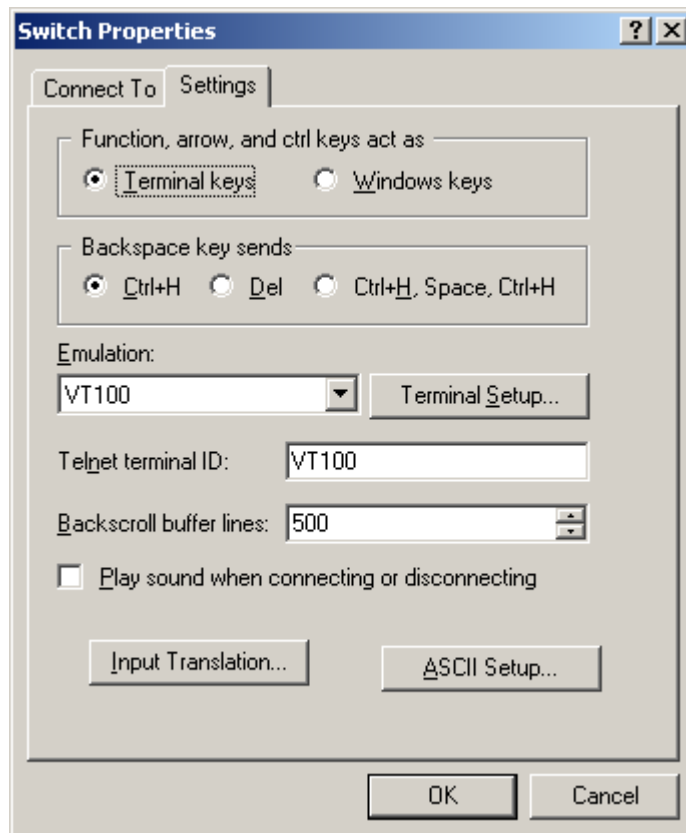 Switch Properties
Connect To Settings
Function, arrow, and ctrl keys act as
Terminal keys Windows keys
Backspace key sends
Ctrl+H Del Ctrl+H, Space, Ctrl+H
Emulation:
VT100 Terminal Setup...
Telnet terminal ID: VT100
Backscroll buffer lines: 500
Play sound when connecting or disconnecting
Input Translation... ASCII Setup...
OK Cancel